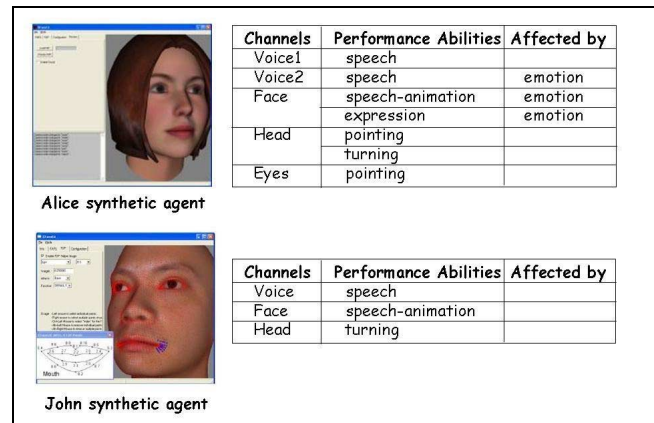 Channels Performance Abilities Affected by
Voice1 speech
Voice2 speech emotion
Face speech-animation emotion
expression emotion
Head pointing
turning
Eyes pointing
Alice synthetic agent
Channels Performance Abilities Affected by
Voice speech
Face speech-animation
Head turning
Mouth
John synthetic agent